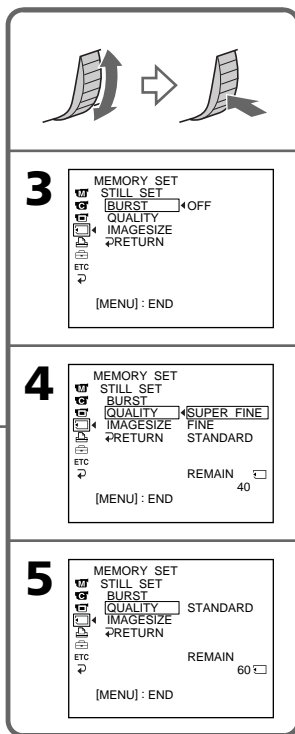 3
MEMORY SET
STILL SET
BURST OFF
QUALITY
IMAGESIZE
RETURN
ETC
[MENU] : END
4
MEMORY SET
STILL SET
BURST
QUALITY SUPER FINE
IMAGESIZE FINE
RETURN STANDARD
ETC
REMAIN
40
[MENU] : END
5
MEMORY SET
STILL SET
BURST
QUALITY STANDARD
IMAGESIZE
RETURN
ETC REMAIN
60
[MENU] : END